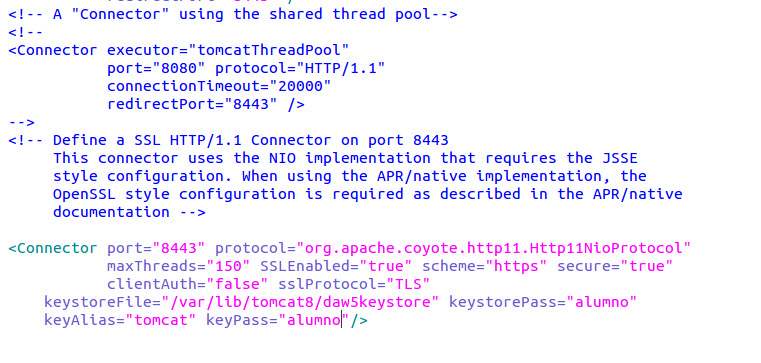 <!-- A "Connector" using the shared thread pool-->
<!--
<Connector executor="tomcatThreadPool"
port="8080" protocol="HTTP/1.1"
connectionTimeout="20000"
redirectPort="8443" />
-->
<!-- Define a SSL HTTP/1.1 Connector on port 8443
This connector uses the NIO implementation that requires the JSSE
style configuration. When using the APR/native implementation, the
OpenSSL style configuration is required as described in the APR/native
documentation -->
<Connector port="8443" protocol="org.apache.coyote.http11.Http11NioProtocol"
maxThreads="150" SSLEnabled="true" scheme="https" secure="true"
clientAuth="false" sslProtocol="TLS"
keystoreFile="/var/lib/tomcat8/daw5keystore" keystorePass="alumno"
keyAlias="tomcat" keyPass="alumno"/>